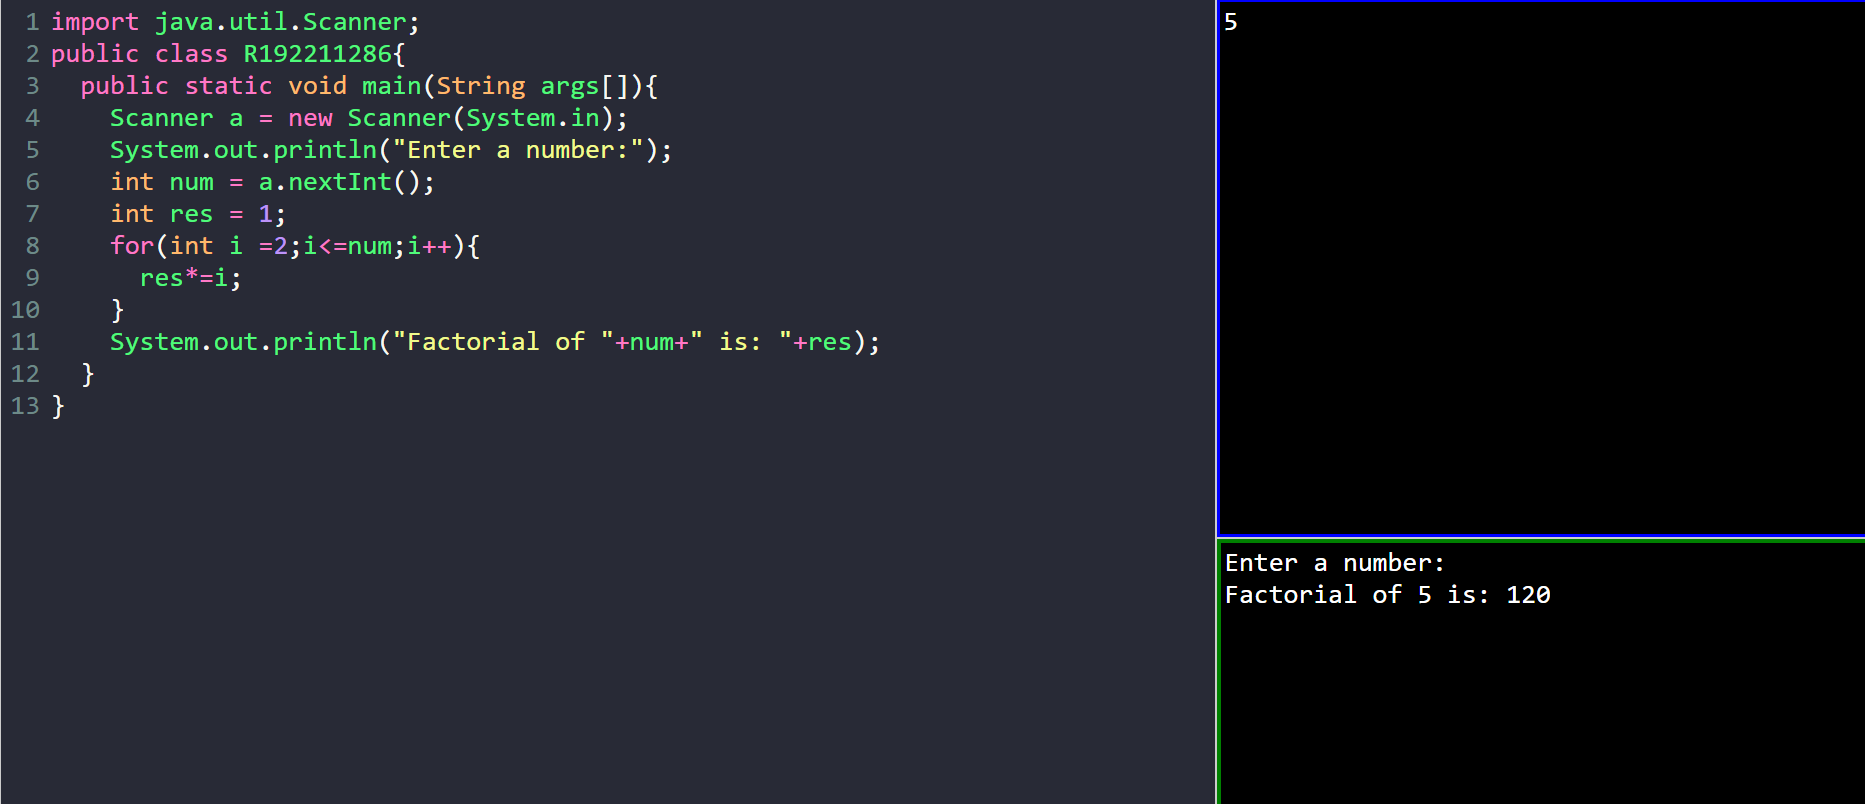 1 import java.util.Scanner;
2 public class R192211286{
3   public static void main(String args[]){
4     Scanner a = new Scanner(System.in);
5     System.out.println("Enter a number:");
6     int num = a.nextInt();
7     int res = 1;
8     for(int i =2;i<=num;i++){
9       res*=i;
10     }
11     System.out.println("Factorial of "+num+" is: "+res);
12   }
13 }
5
Enter a number:
Factorial of 5 is: 120